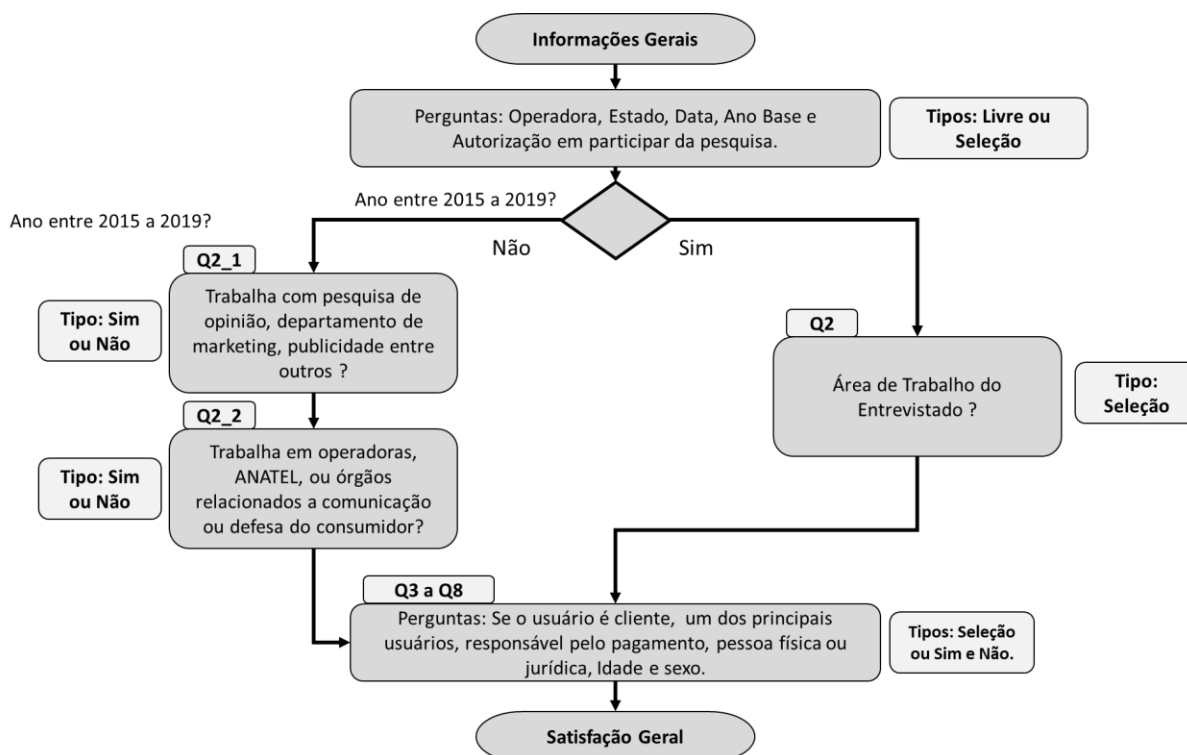 Informações Gerais
Perguntas: Operadora, Estado, Data, Ano Base e
Autorização em participar da pesquisa.
Tipos: Livre ou
Seleção
Ano entre 2015 a 2019?
Ano entre 2015 a 2019?
Não
Sim
Q2_1
Trabalha com pesquisa de
opinião, departamento de
marketing, publicidade entre
outros ?
Tipo: Sim
ou Não
Q2
Área de Trabalho do
Entrevistado ?
Tipo:
Seleção
Q2_2
Trabalha em operadoras,
ANATEL, ou órgãos
relacionados a comunicação
ou defesa do consumidor?
Tipo: Sim
ou Não
Q3 a Q8
Perguntas: Se o usuário é cliente, um dos principais
usuários, responsável pelo pagamento, pessoa física ou
jurídica, Idade e sexo.
Tipos: Seleção
ou Sim e Não.
Satisfação Geral